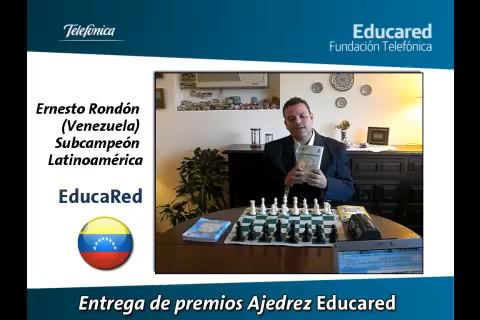 Telefónica
Educared
Fundación Telefónica
Ernesto Rondón
(Venezuela)
Subcampeón
Latinoamérica
EducaRed
Entrega de premios Ajedrez Educared